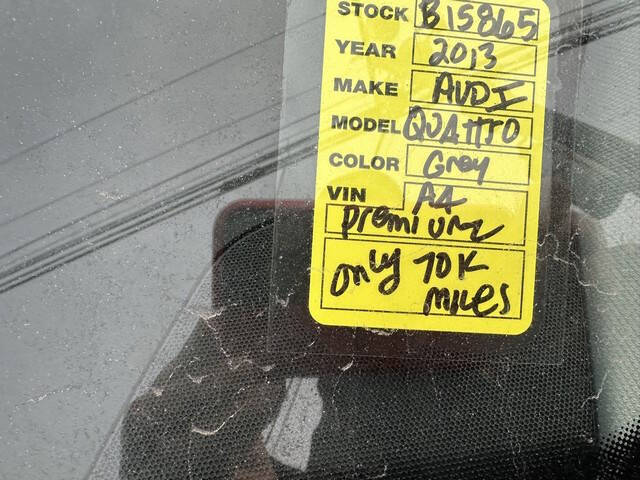 STOCK B15865
YEAR 2013
MAKE AUDI
MODEL QUAttro
COLOR Grey
VIN A4
Premium
only 70K
miles